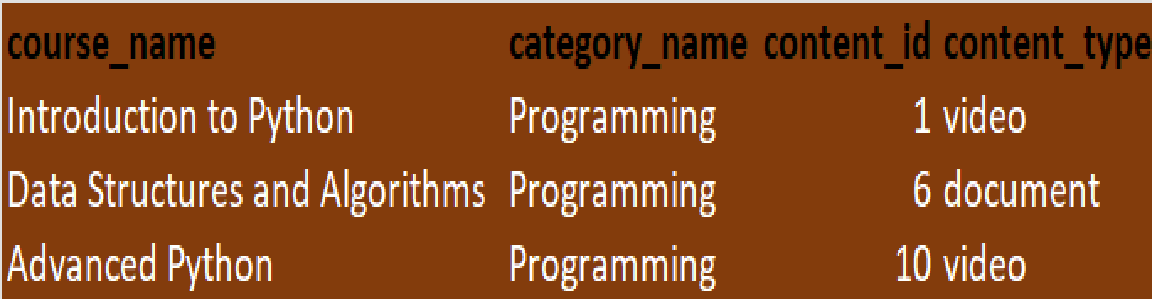 course_name category_name content_id content_type
Introduction to Python Programming 1 video
Data Structures and Algorithms Programming 6 document
Advanced Python Programming 10 video